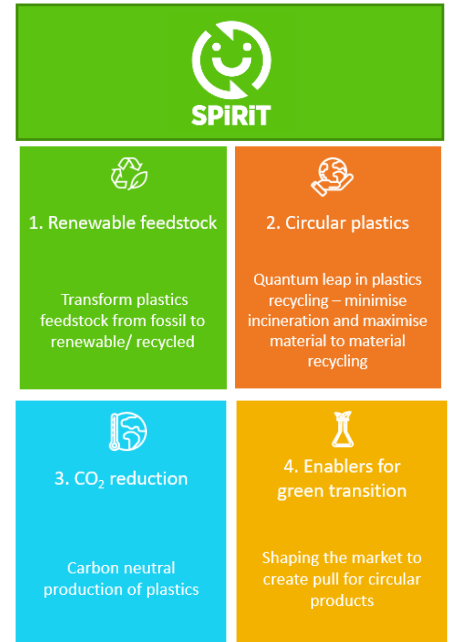 SPiRiT
1. Renewable feedstock
Transform plastics
feedstock from fossil to
renewable/ recycled
2. Circular plastics
Quantum leap in plastics
recycling – minimise
incineration and maximise
material to material
recycling
3. CO₂ reduction
Carbon neutral
production of plastics
4. Enablers for
green transition
Shaping the market to
create pull for circular
products